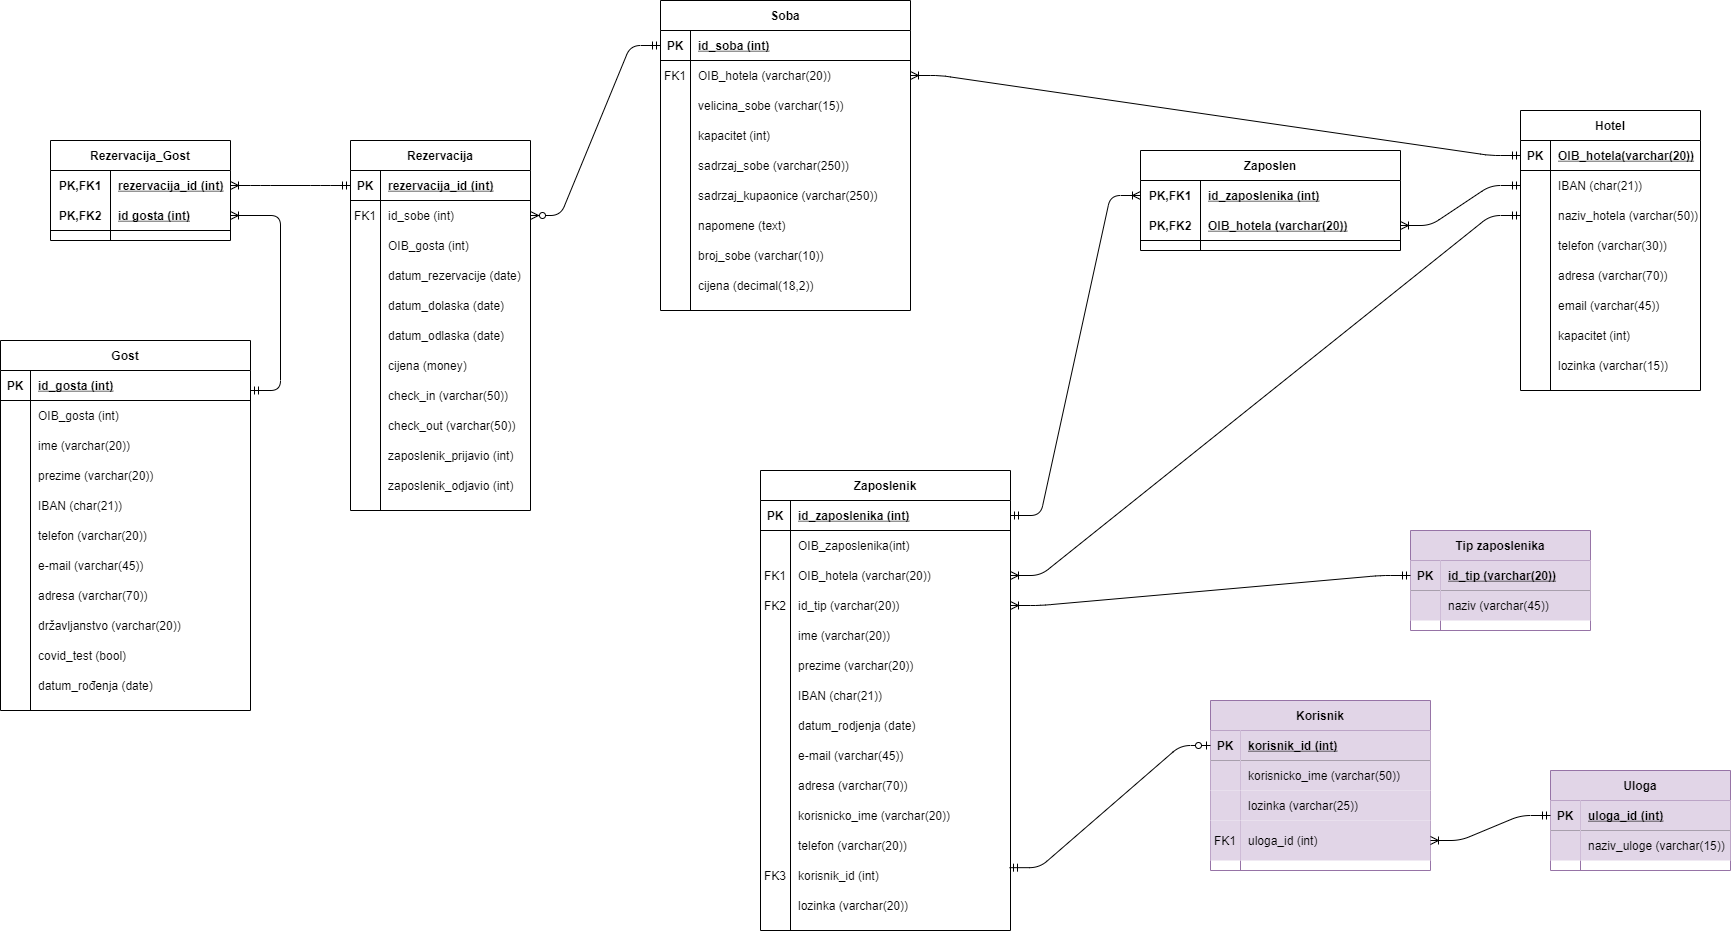 Soba
PK id_soba (int)
FK1 OIB_hotela (varchar(20))
velicina_sobe (varchar(15))
kapacitet (int)
sadrzaj_sobe (varchar(250))
sadrzaj_kupaonice (varchar(250))
napomene (text)
broj_sobe (varchar(10))
cijena (decimal(18,2))
Hotel
PK OIB_hotela(varchar(20))
IBAN (char(21))
naziv_hotela (varchar(50))
telefon (varchar(30))
adresa (varchar(70))
email (varchar(45))
kapacitet (int)
lozinka (varchar(15))
Rezervacija_Gost
PK,FK1 rezervacija_id (int)
PK,FK2 id gosta (int)
Rezervacija
PK rezervacija_id (int)
FK1 id_sobe (int)
OIB_gosta (int)
datum_rezervacije (date)
datum_dolaska (date)
datum_odlaska (date)
cijena (money)
check_in (varchar(50))
check_out (varchar(50))
zaposlenik_prijavio (int)
zaposlenik_odjavio (int)
Zaposlen
PK,FK1 id_zaposlenika (int)
PK,FK2 OIB_hotela (varchar(20))
Gost
PK id_gosta (int)
OIB_gosta (int)
ime (varchar(20))
prezime (varchar(20))
IBAN (char(21))
telefon (varchar(20))
e-mail (varchar(45))
adresa (varchar(70))
državljanstvo (varchar(20))
covid_test (bool)
datum_rođenja (date)
Zaposlenik
PK id_zaposlenika (int)
OIB_zaposlenika(int)
FK1 OIB_hotela (varchar(20))
FK2 id_tip (varchar(20))
ime (varchar(20))
prezime (varchar(20))
IBAN (char(21))
datum_rodjenja (date)
e-mail (varchar(45))
adresa (varchar(70))
korisnicko_ime (varchar(20))
telefon (varchar(20))
FK3 korisnik_id (int)
lozinka (varchar(20))
Tip zaposlenika
PK id_tip (varchar(20))
naziv (varchar(45))
Korisnik
PK korisnik_id (int)
korisnicko_ime (varchar(50))
lozinka (varchar(25))
FK1 uloga_id (int)
Uloga
PK uloga_id (int)
naziv_uloge (varchar(15))